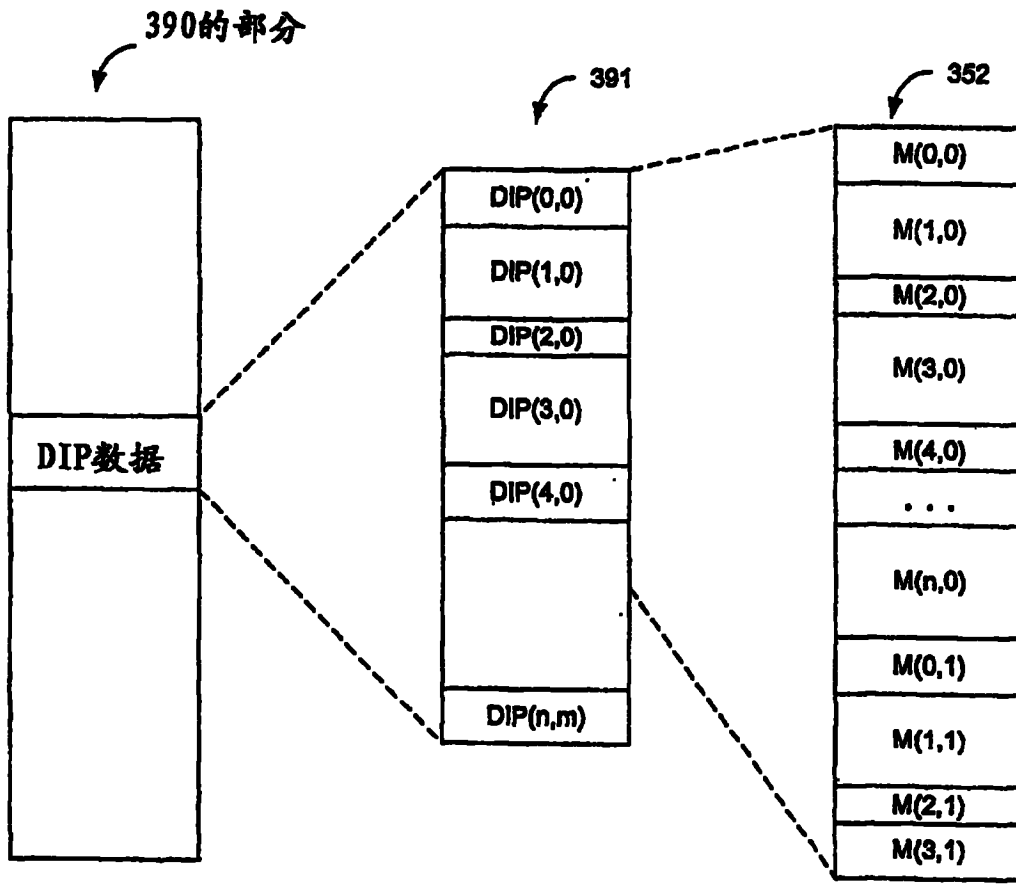 390的部分
391
352
DIP数据
DIP(0,0)
DIP(1,0)
DIP(2,0)
DIP(3,0)
DIP(4,0)
DIP(n,m)
M(0,0)
M(1,0)
M(2,0)
M(3,0)
M(4,0)
. . .
M(n,0)
M(0,1)
M(1,1)
M(2,1)
M(3,1)